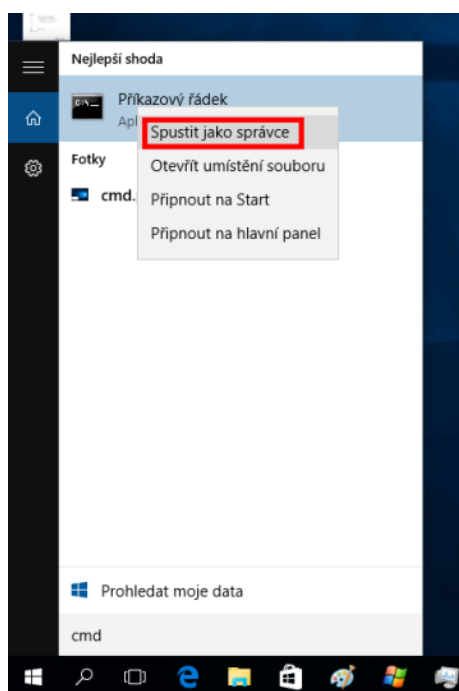 Nejlepší shoda
Příkazový řádek
Apl
Spustit jako správce
Fotky
Otevřít umístění souboru
cmd.
Připnout na Start
Připnout na hlavní panel
Prohledat moje data
cmd